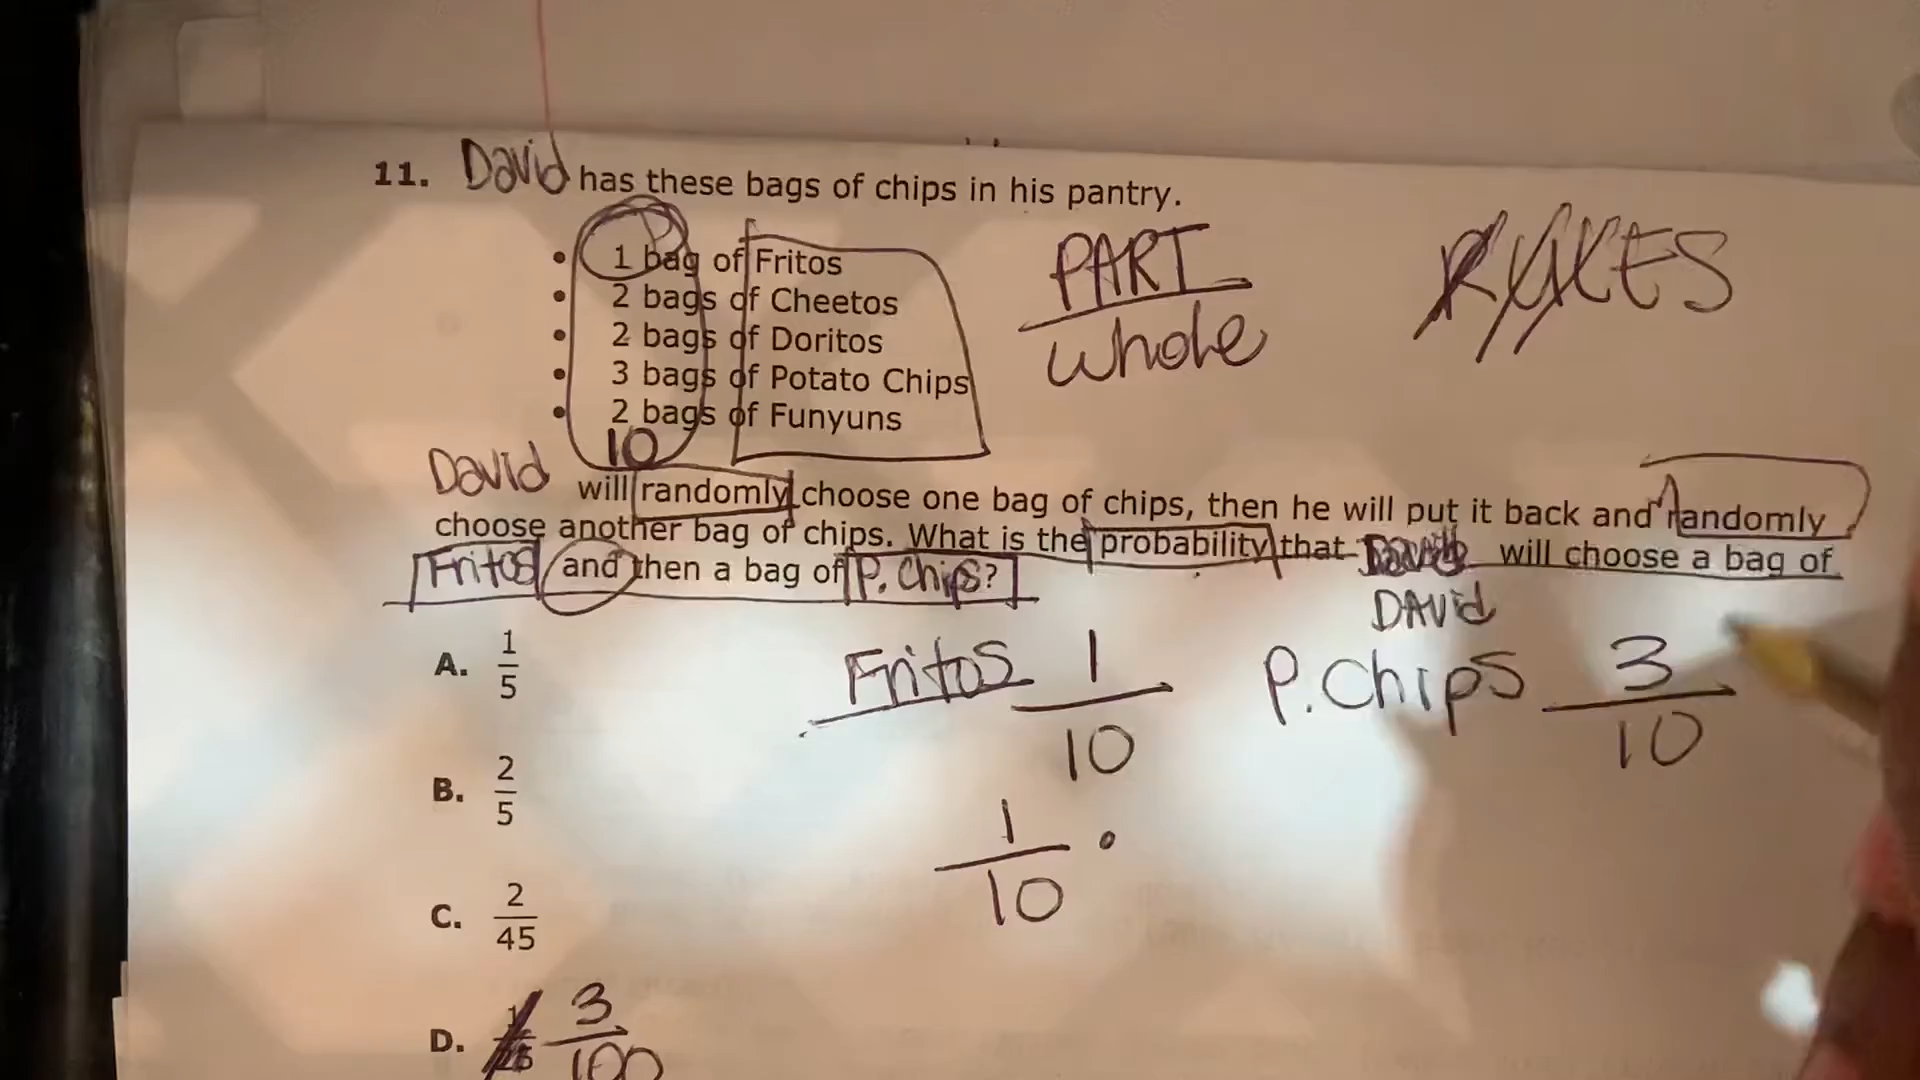 11. David has these bags of chips in his pantry.
• 1 bag of Fritos
• 2 bags of Cheetos
• 2 bags of Doritos
• 3 bags of Potato Chips
• 2 bags of Funyuns
10
PART
Whole
RULES
David will randomly choose one bag of chips, then he will put it back and randomly
choose another bag of chips. What is the probability that David will choose a bag of
DAVid
Fritos and then a bag of P. Chips?
A. 1/5
B. 2/5
C. 2/45
D. 3/100
Fritos 1/10
P. Chips 3/10
1/10 •